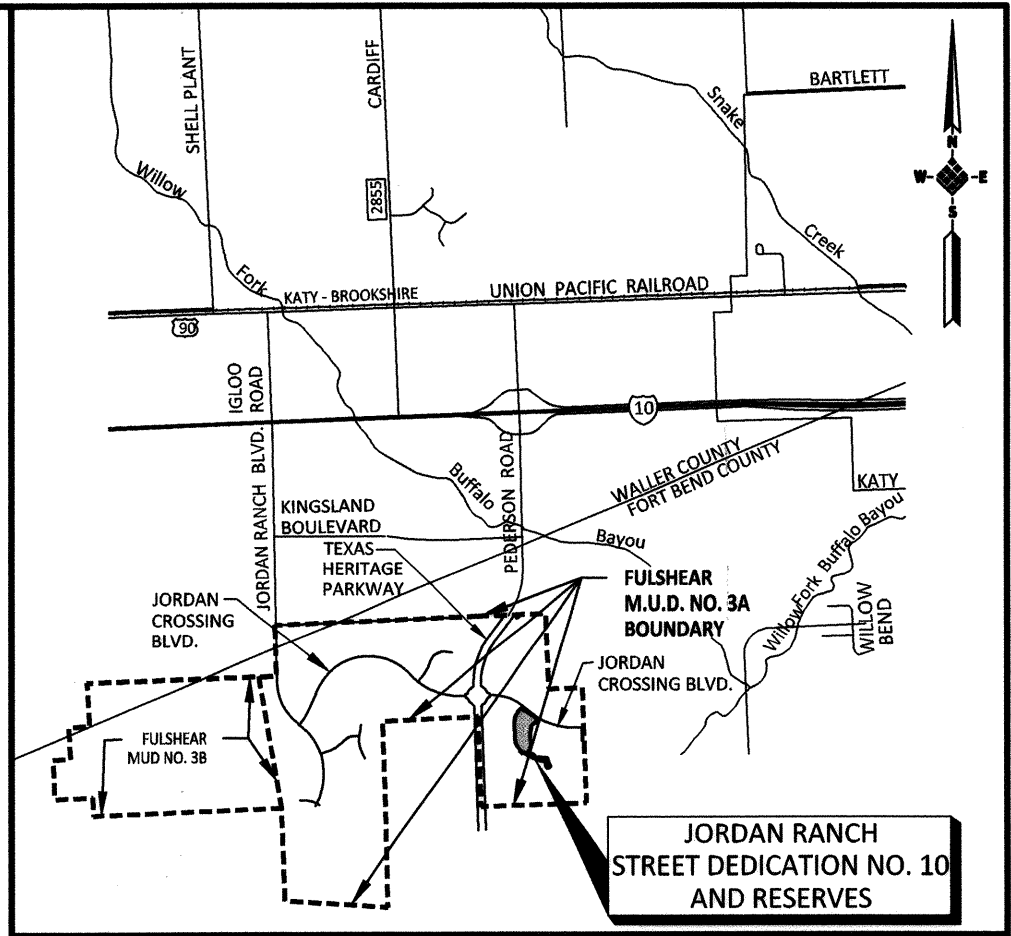 SHELL PLANT
CARDIFF
BARTLETT
Snake
Creek
N
W
E
S
Willow
Fork
2855
KATY - BROOKSHIRE
UNION PACIFIC RAILROAD
90
IGLOO
ROAD
JORDAN RANCH BLVD.
10
PEDERSON ROAD
Buffalo
Bayou
WALLER COUNTY
FORT BEND COUNTY
KATY
Willow Fork Buffalo Bayou
WILLOW
BEND
KINGSLAND
BOULEVARD
TEXAS
HERITAGE
PARKWAY
JORDAN
CROSSING
BLVD.
FULSHEAR
M.U.D. NO. 3A
BOUNDARY
JORDAN
CROSSING BLVD.
FULSHEAR
MUD NO. 3B
JORDAN RANCH
STREET DEDICATION NO. 10
AND RESERVES